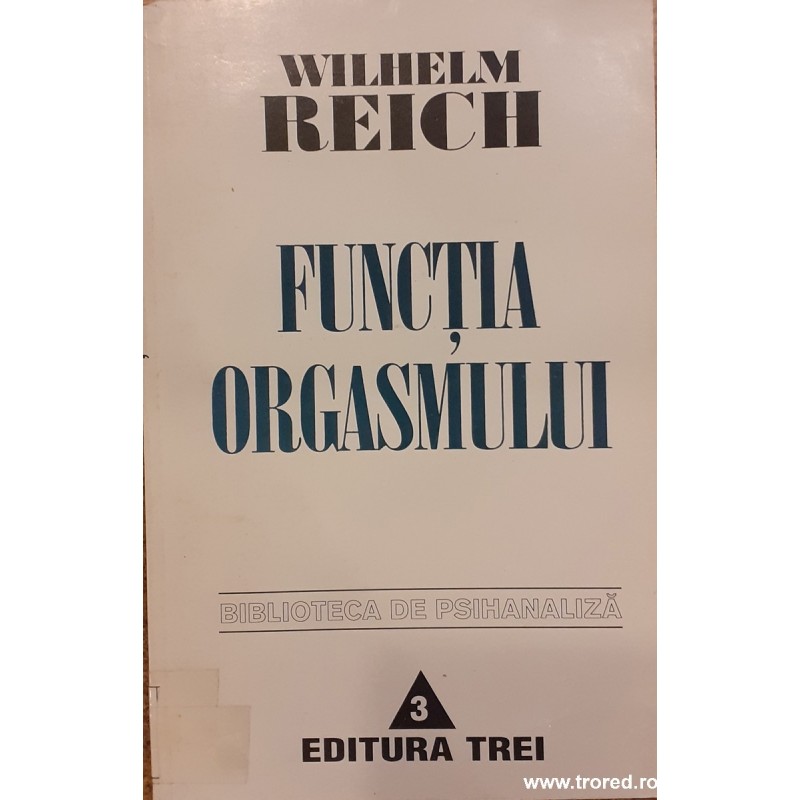 WILHELM
REICH
FUNCȚIA
ORGASMULUI
BIBLIOTECA DE PSIHANALIZĂ
3
EDITURA TREI
www.trored.ro